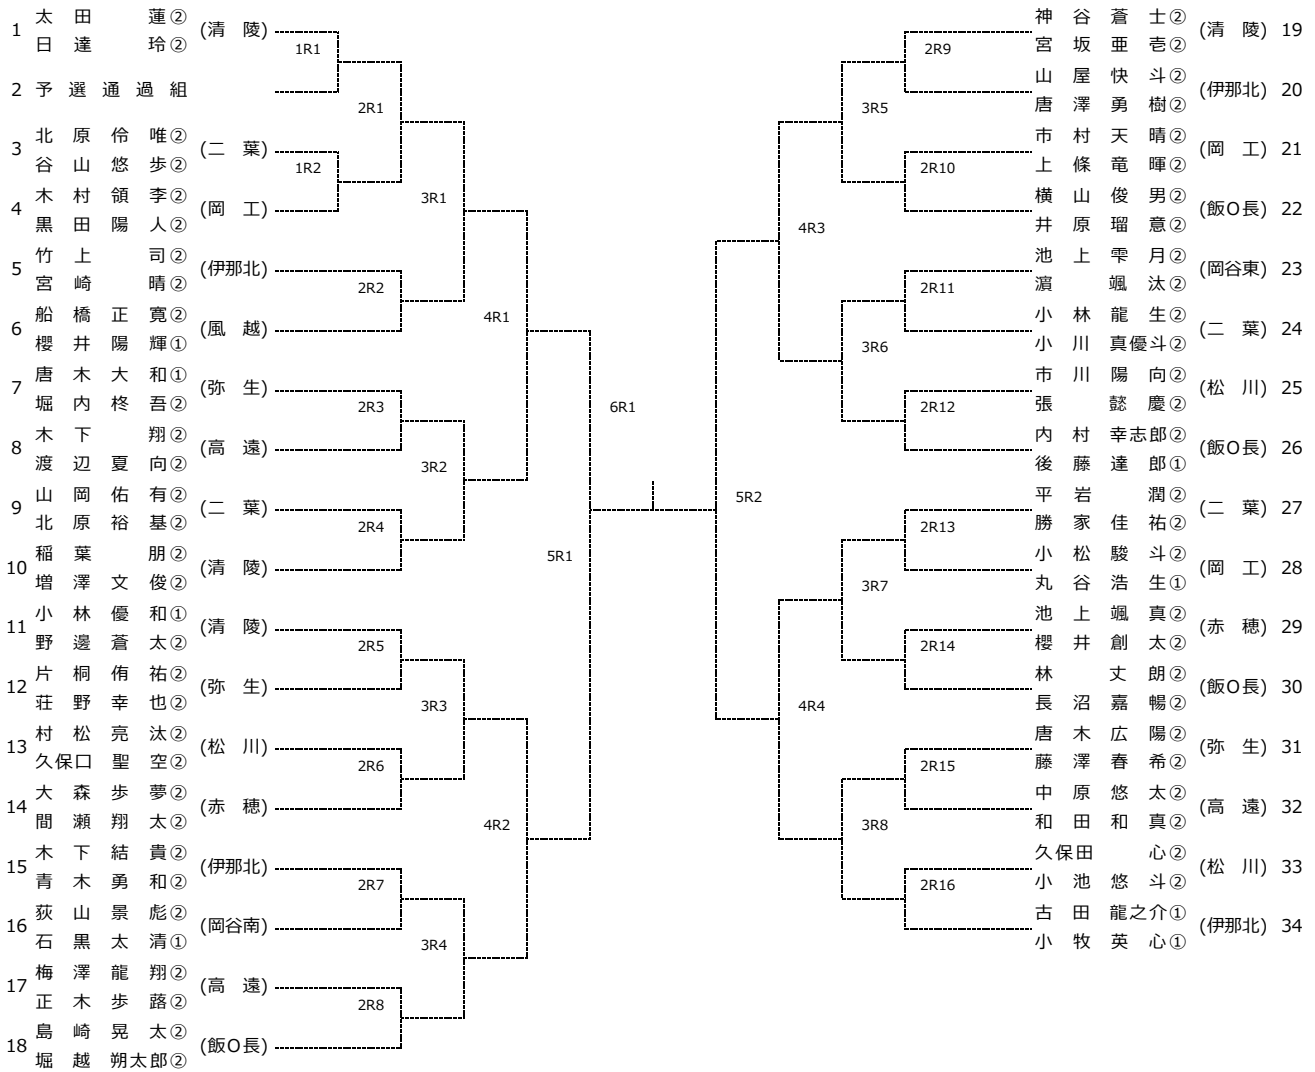 1 太田 蓮② (清陵)
日達 玲②
2 予選通過組
3 北原伶唯② (二葉)
谷山悠歩②
4 木村領李② (岡工)
黒田陽人②
5 竹上 司② (伊那北)
宮崎 晴②
6 船橋正寛② (風越)
櫻井陽輝①
7 唐木大和① (弥生)
堀内柊吾②
8 木下 翔② (高遠)
渡辺夏向②
9 山岡佑有② (二葉)
北原裕基②
10 稲葉 朋② (清陵)
増澤文俊②
11 小林優和① (清陵)
野邊蒼太②
12 片桐侑祐② (弥生)
荘野幸也②
13 村松亮汰② (松川)
久保口聖空②
14 大森歩夢② (赤穂)
間瀬翔太②
15 木下結貴② (伊那北)
青木勇和②
16 荻山景彪② (岡谷南)
石黒太清①
17 梅澤龍翔② (高遠)
正木歩蕗②
18 島崎晃太② (飯O長)
堀越朔太郎②
1R1
1R2
2R1
2R2
2R3
2R4
2R5
2R6
2R7
2R8
3R1
3R2
3R3
3R4
4R1
4R2
5R1
6R1
5R2
4R3
4R4
3R5
3R6
3R7
3R8
2R9
2R10
2R11
2R12
2R13
2R14
2R15
2R16
神谷蒼士② (清陵) 19
宮坂亜壱②
山屋快斗② (伊那北) 20
唐澤勇樹②
市村天晴② (岡工) 21
上條竜暉②
横山俊男② (飯O長) 22
井原瑠意②
池上雫月② (岡谷東) 23
濵 颯汰②
小林龍生② (二葉) 24
小川真優斗②
市川陽向② (松川) 25
張 懿慶②
内村幸志郎② (飯O長) 26
後藤達郎①
平岩 潤② (二葉) 27
勝家佳祐②
小松駿斗② (岡工) 28
丸谷浩生①
池上颯真② (赤穂) 29
櫻井創太②
林 丈朗② (飯O長) 30
長沼嘉暢②
唐木広陽② (弥生) 31
藤澤春希②
中原悠太② (高遠) 32
和田和真②
久保田 心② (松川) 33
小池悠斗②
古田龍之介① (伊那北) 34
小牧英心①